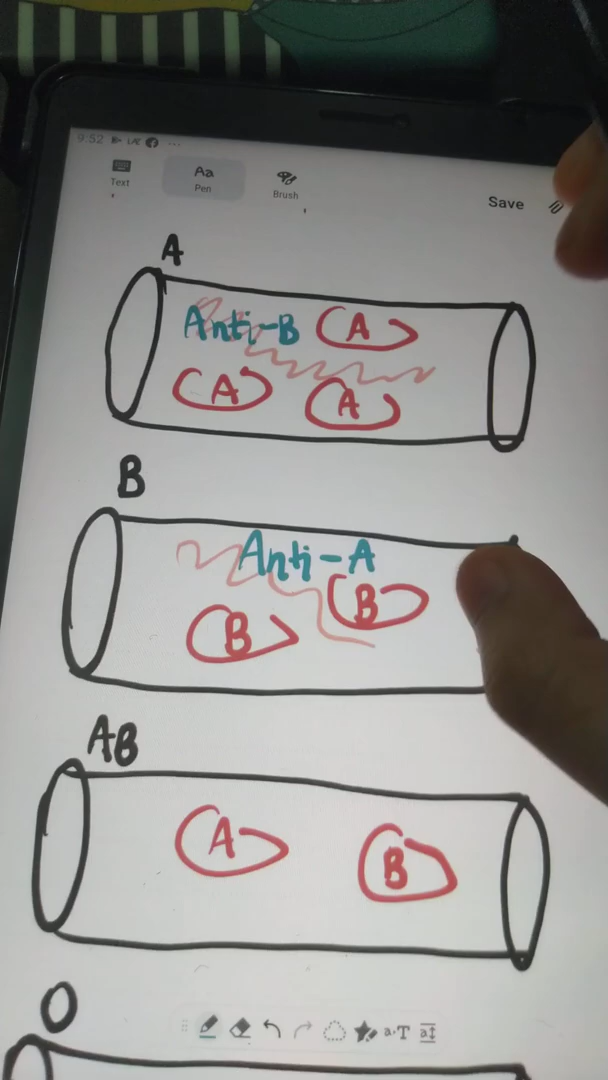 9:52
Text
Aa
Pen
Brush
Save
A
Anti-B A
A A
B
Anti-A
B B
AB
A B
O
a·T